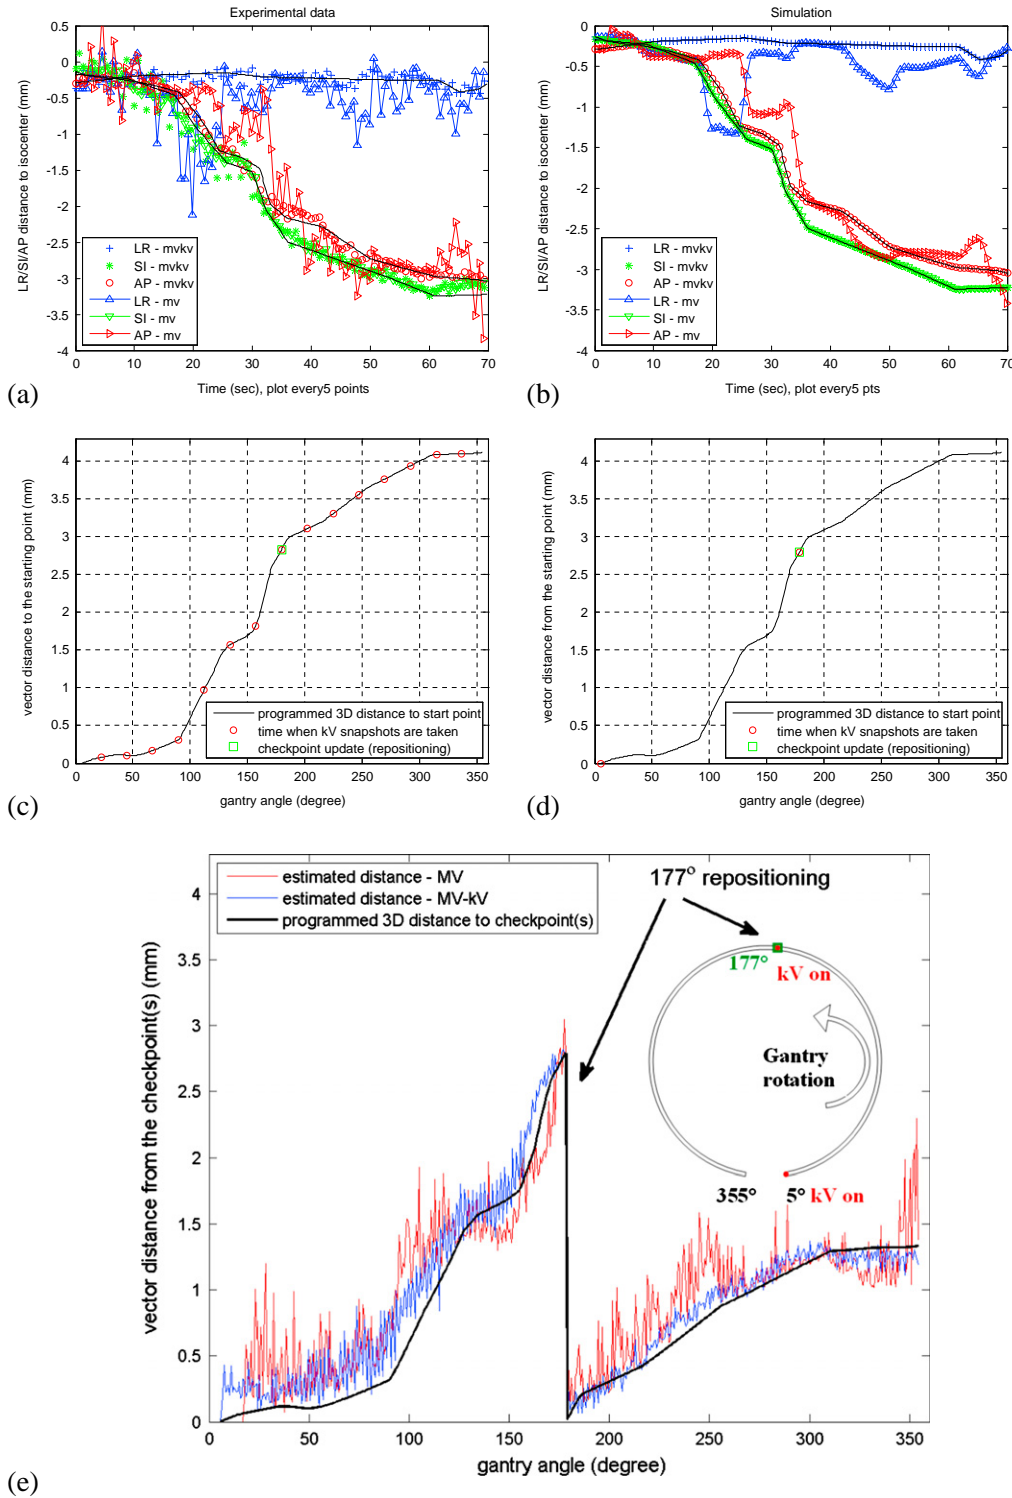 Experimental data
LR/SI/AP distance to isocenter (mm)
0.5
0
-0.5
-1
-1.5
-2
-2.5
-3
-3.5
-4
LR - mvkv
SI - mvkv
AP - mvkv
LR - mv
SI - mv
AP - mv
0 10 20 30 40 50 60 70
Time (sec), plot every5 points
(a)
Simulation
LR/SI/AP distance to isocenter (mm)
0
-0.5
-1
-1.5
-2
-2.5
-3
-3.5
-4
LR - mvkv
SI - mvkv
AP - mvkv
LR - mv
SI - mv
AP - mv
0 10 20 30 40 50 60 70
Time (sec), plot every5 pts
(b)
vector distance to the starting point (mm)
4
3.5
3
2.5
2
1.5
1
0.5
0
programmed 3D distance to start point
time when kV snapshots are taken
checkpoint update (repositioning)
0 50 100 150 200 250 300 350
gantry angle (degree)
(c)
vector distance from the starting point (mm)
4
3.5
3
2.5
2
1.5
1
0.5
0
programmed 3D distance to start point
time when kV snapshots are taken
checkpoint update (repositioning)
0 50 100 150 200 250 300 350
gantry angle (degree)
(d)
vector distance from the checkpoint(s) (mm)
4
3.5
3
2.5
2
1.5
1
0.5
0
estimated distance - MV
estimated distance - MV-kV
programmed 3D distance to checkpoint(s)
177° repositioning
177°
kV on
Gantry
rotation
355° 5° kV on
0 50 100 150 200 250 300 350
gantry angle (degree)
(e)